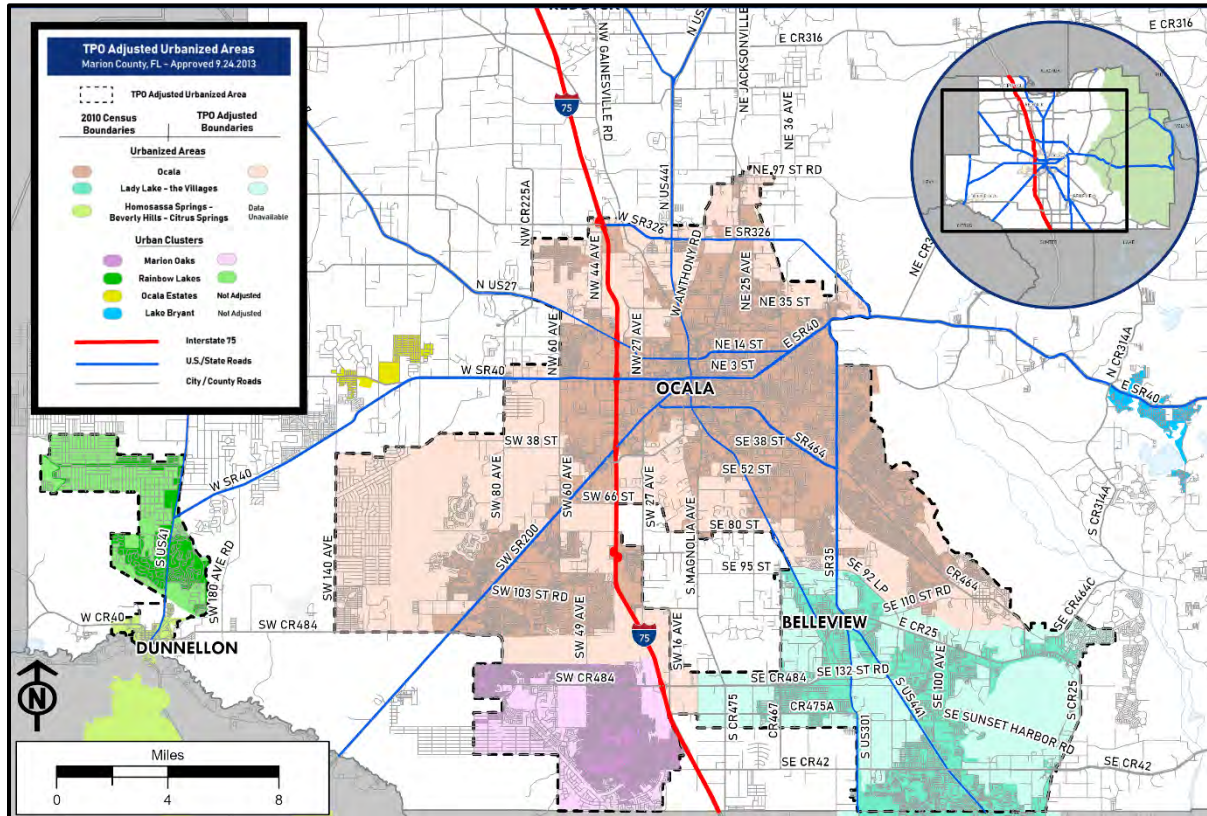 TPO Adjusted Urbanized Areas
Marion County, FL – Approved 9.24.2013
TPO Adjusted Urbanized Area
2010 Census
Boundaries
TPO Adjusted
Boundaries
Urbanized Areas
Ocala
Lady Lake - the Villages
Homosassa Springs -
Beverly Hills - Citrus Springs
Data
Unavailable
Urban Clusters
Marion Oaks
Rainbow Lakes
Ocala Estates
Not Adjusted
Lake Bryant
Not Adjusted
Interstate 75
U.S./State Roads
City / County Roads
NW GAINESVILLE RD
NE JACKSONVILLE
E CR316
75
NE 36 AVE
N US441
NE 97 ST RD
NW CR225A
W SR326
E SR326
NW 44 AVE
W ANTHONY RD
NE 25 AVE
N US27
NE 35 ST
NW 60 AVE
NW 27 AVE
NE 14 ST
E SR40
NE 3 ST
W SR40
OCALA
N CR314A
E SR40
SW 38 ST
SE 38 ST
SR464
SW 80 AVE
SW 60 AVE
SE 52 ST
W SR40
SW 66 ST
SW 27 AVE
SE 80 ST
S CR314A
S US41
SW 180 AVE RD
SW 140 AVE
SW SR200
S MAGNOLIA AVE
SE 95 ST
SR35
SE 92 LP
CR464
SW 103 ST RD
SE 110 ST RD
SE CR464C
W CR40
SW CR484
SW 49 AVE
75
SW 16 AVE
BELLEVIEW
E CR25
DUNNELLON
SE 132 ST RD
SE 100 AVE
SW CR484
SE CR484
S CR475
CR467
CR475A
S US441
SE SUNSET HARBOR RD
S CR25
S US301
SE CR42
SE CR42
N
Miles
0
4
8